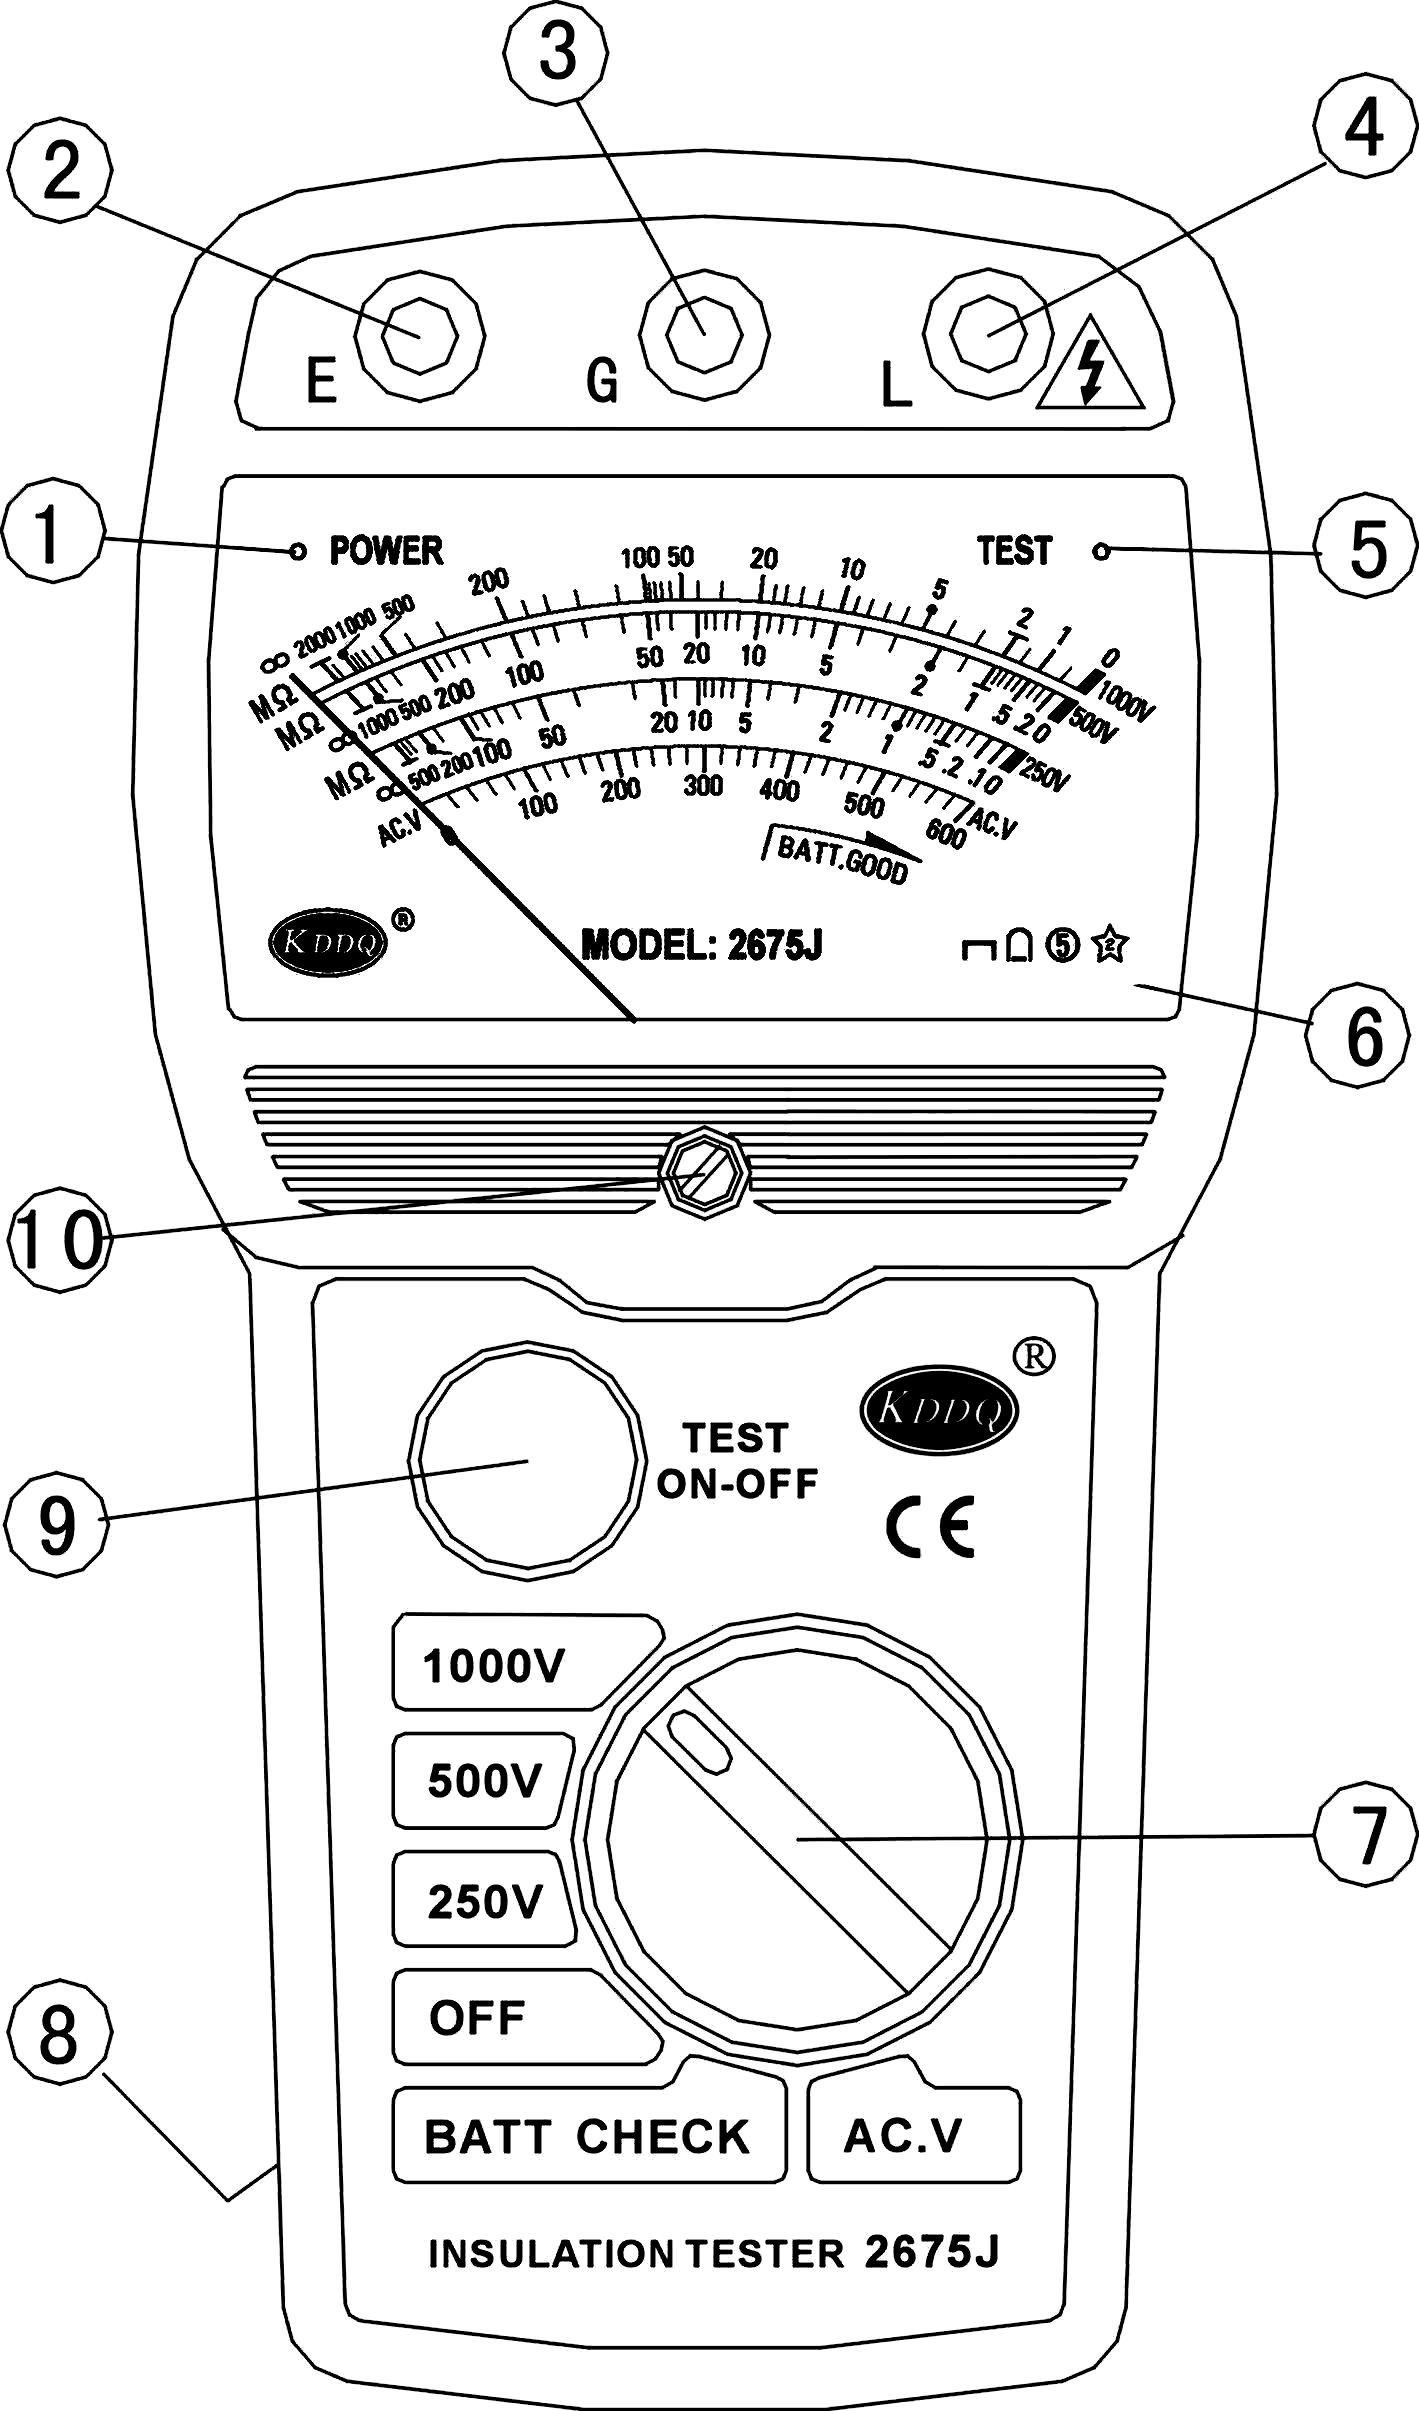 3
4
2
E G L
1
POWER TEST
5
100 50 20 10
200 5
∞ 2000 1000 500 2 1 0
MΩ 1000V
50 20 10 5
100 2
∞ 1000 500 200 1 .5 .2 0
MΩ 500V
20 10 5 2
50 1
∞ 500 200 100 .5 .2 .1 0
MΩ 250V
100 200 300 400 500 600
AC.V AC.V
BATT.GOOD
KDDQ ®
MODEL: 2675J
5 2
6
10
KDDQ ®
TEST
ON-OFF
CE
9
1000V
500V
7
250V
OFF
8
BATT CHECK AC.V
INSULATION TESTER 2675J